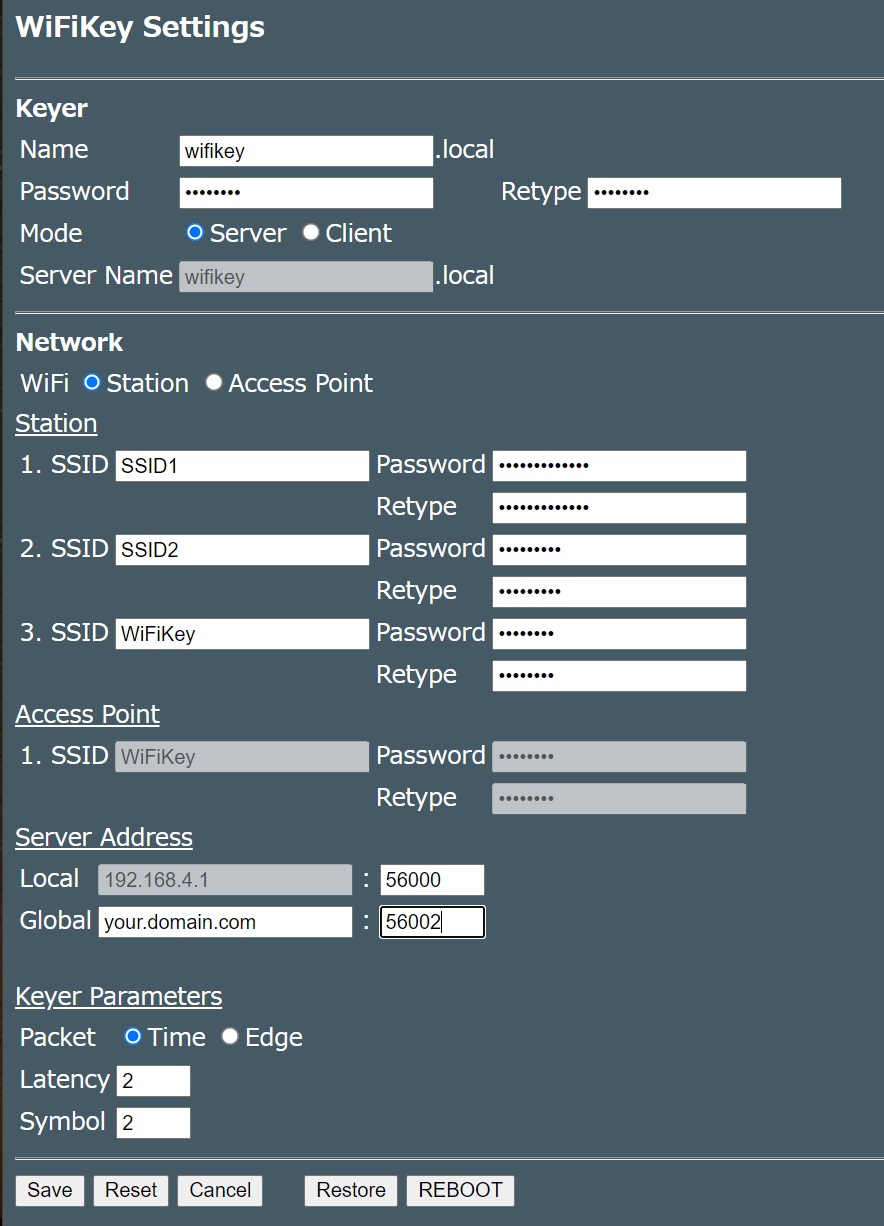 WiFiKey Settings
Keyer
Name wifikey .local
Password •••••••• Retype ••••••••
Mode Server Client
Server Name wifikey .local
Network
WiFi Station Access Point
Station
1. SSID SSID1 Password •••••••••••••
Retype •••••••••••••
2. SSID SSID2 Password •••••••••
Retype •••••••••
3. SSID WiFiKey Password ••••••••
Retype ••••••••
Access Point
1. SSID WiFiKey Password ••••••••
Retype ••••••••
Server Address
Local 192.168.4.1 : 56000
Global your.domain.com : 56002
Keyer Parameters
Packet Time Edge
Latency 2
Symbol 2
Save Reset Cancel Restore REBOOT